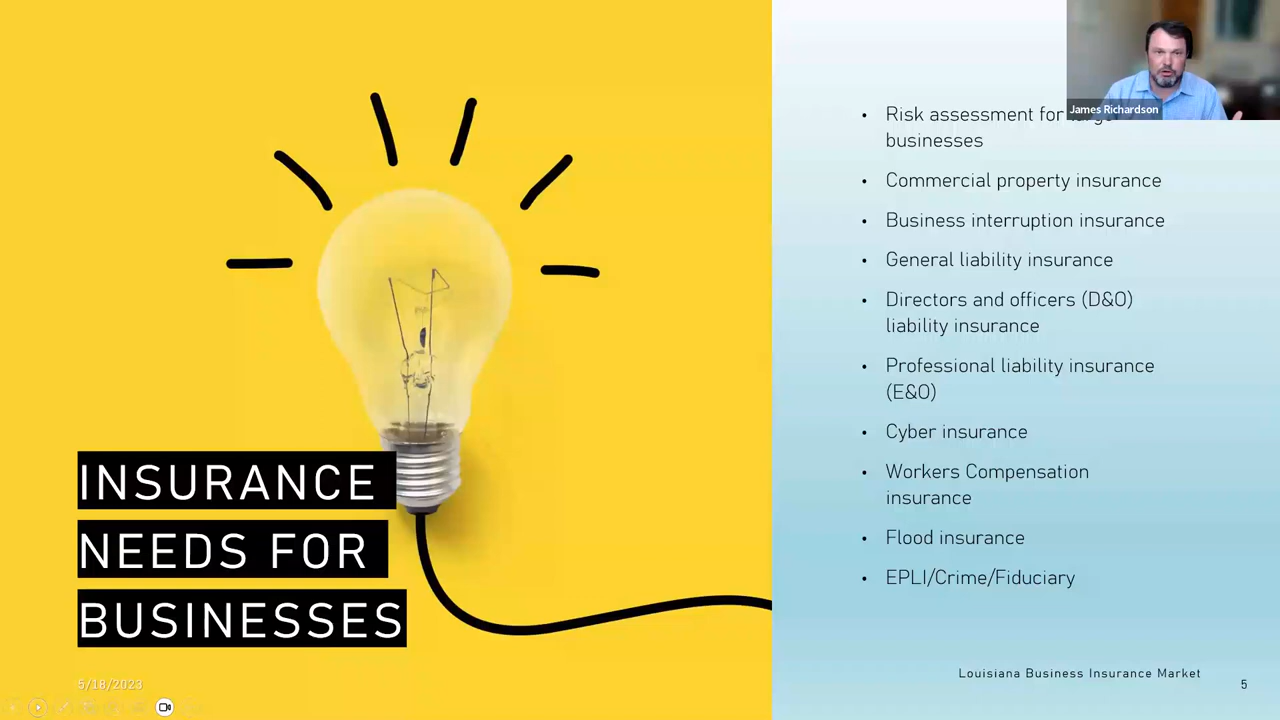 INSURANCE
NEEDS FOR
BUSINESSES
5/18/2023
James Richardson
• Risk assessment for
businesses
• Commercial property insurance
• Business interruption insurance
• General liability insurance
• Directors and officers (D&O)
liability insurance
• Professional liability insurance
(E&O)
• Cyber insurance
• Workers Compensation
insurance
• Flood insurance
• EPLI/Crime/Fiduciary
Louisiana Business Insurance Market
5